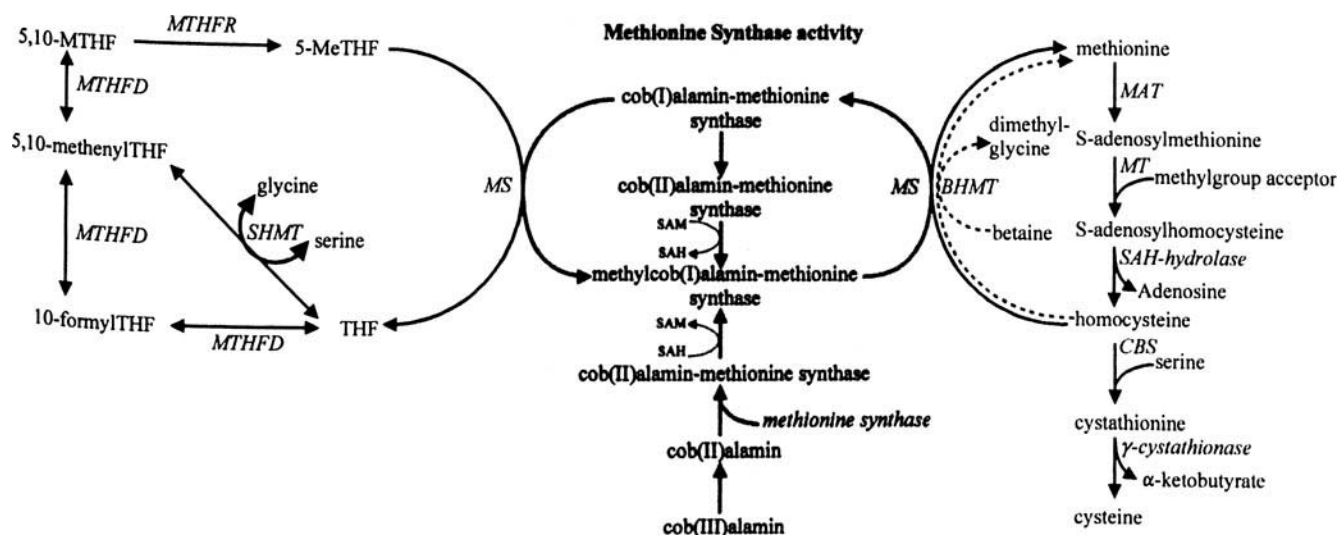 Methionine Synthase activity
5,10-MTHF
MTHFR
5-MeTHF
MTHFD
5,10-methenylTHF
glycine
SHMT
serine
MTHFD
10-formylTHF
MTHFD
THF
MS
cob(I)alamin-methionine
synthase
cob(II)alamin-methionine
synthase
SAM
SAH
methylcob(I)alamin-methionine
synthase
SAM
SAH
cob(II)alamin-methionine synthase
methionine synthase
cob(II)alamin
cob(III)alamin
MS
BHMT
dimethyl-
glycine
betaine
methionine
MAT
S-adenosylmethionine
MT
methylgroup acceptor
S-adenosylhomocysteine
SAH-hydrolase
Adenosine
homocysteine
CBS
serine
cystathionine
γ-cystathionase
α-ketobutyrate
cysteine